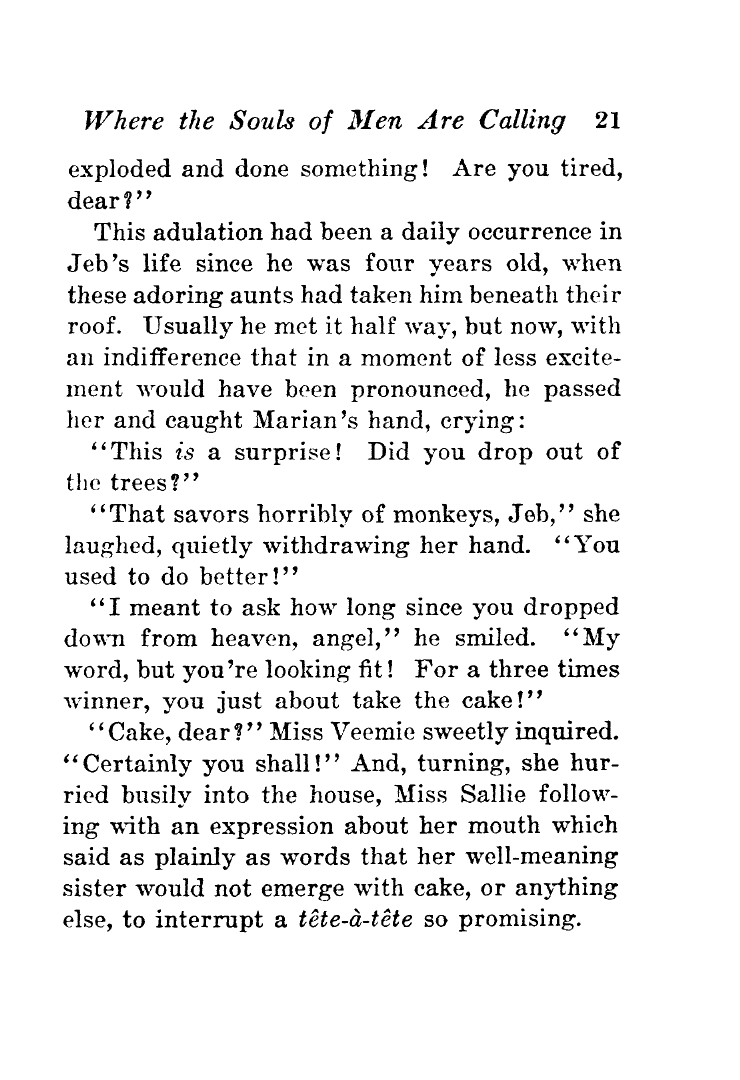 Where the Souls of Men Are Calling 21
exploded and done something! Are you tired,
dear?”
This adulation had been a daily occurrence in
Jeb’s life since he was four years old, when
these adoring aunts had taken him beneath their
roof. Usually he met it half way, but now, with
an indifference that in a moment of less excite-
ment would have been pronounced, he passed
her and caught Marian’s hand, crying:
“This is a surprise! Did you drop out of
the trees?”
“That savors horribly of monkeys, Jeb,” she
laughed, quietly withdrawing her hand. “You
used to do better!”
“I meant to ask how long since you dropped
down from heaven, angel,” he smiled. “My
word, but you’re looking fit! For a three times
winner, you just about take the cake!”
“Cake, dear?” Miss Veemie sweetly inquired.
“Certainly you shall!” And, turning, she hur-
ried busily into the house, Miss Sallie follow-
ing with an expression about her mouth which
said as plainly as words that her well-meaning
sister would not emerge with cake, or anything
else, to interrupt a tête-à-tête so promising.